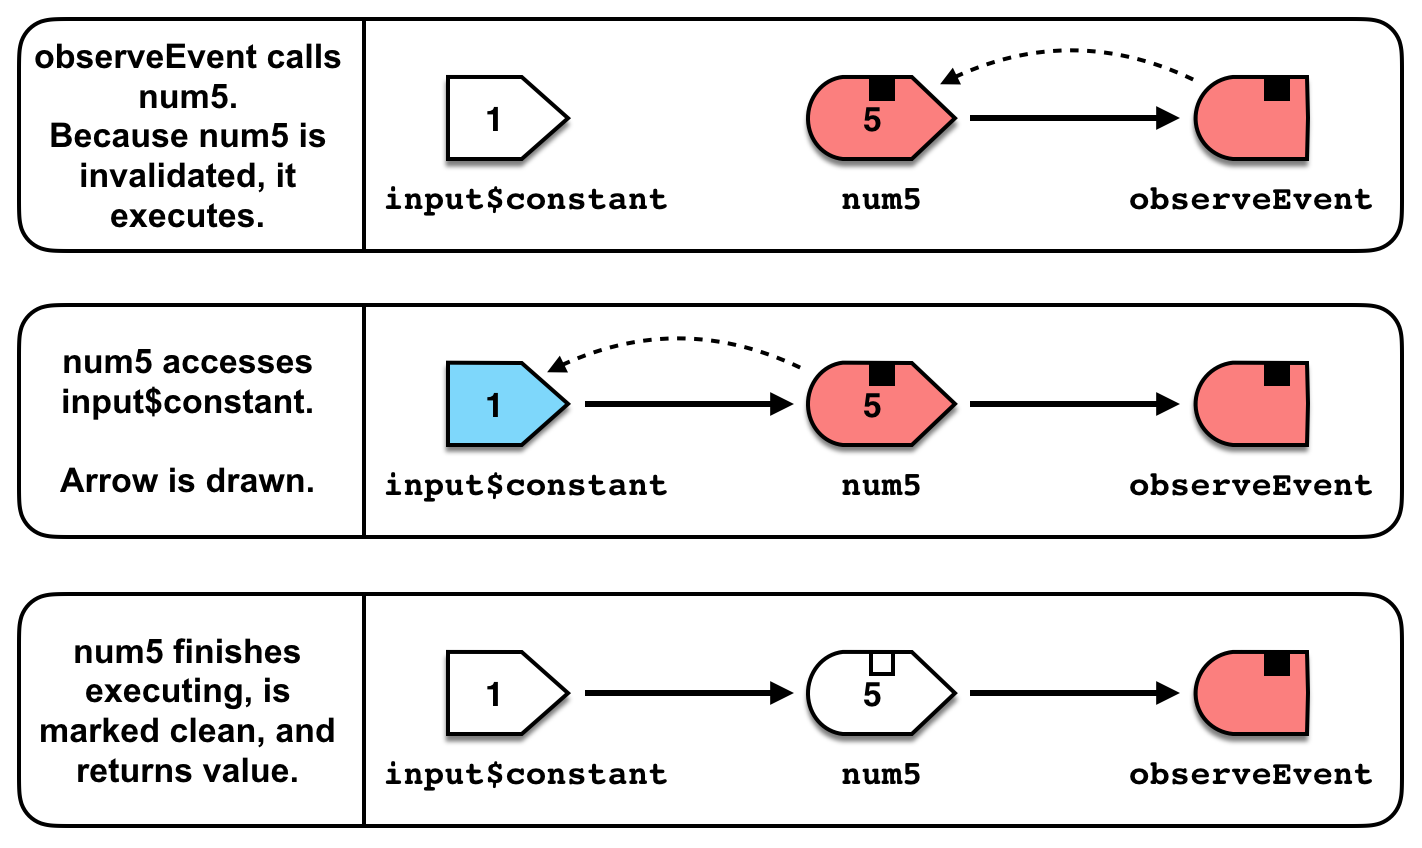 observeEvent calls
num5.
Because num5 is
invalidated, it
executes.
1
5
input$constant
num5
observeEvent
num5 accesses
input$constant.
Arrow is drawn.
1
5
input$constant
num5
observeEvent
num5 finishes
executing, is
marked clean, and
returns value.
1
5
input$constant
num5
observeEvent